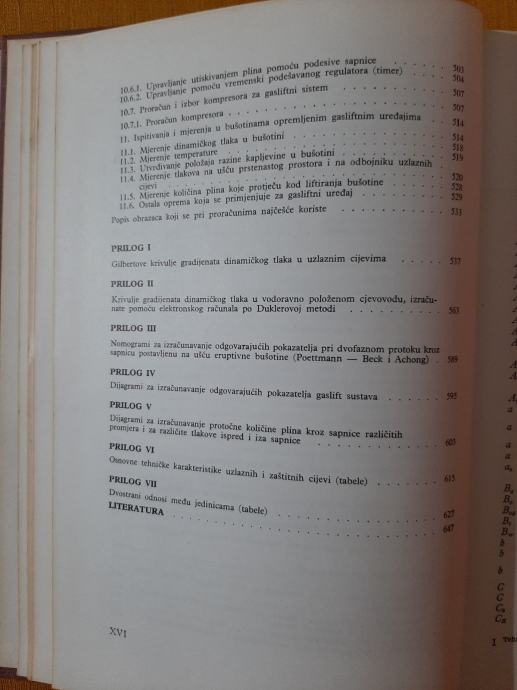 10.6.1. Upravljanje utiskivanjem plina pomoću podesive sapnice . . . . . 503
10.6.2. Upravljanje pomoću vremenski podešavanog regulatora (timer) . . . . 504
10.7. Proračun i izbor kompresora za gasliftni sistem . . . . . . . 507
10.7.1. Proračun kompresora . . . . . . . . . . 507
11. Ispitivanja i mjerenja u bušotinama opremljenim gasliftnim uređajima . . 514
11.1. Mjerenje dinamičkog tlaka u bušotini . . . . . . . . 514
11.2. Mjerenje temperature . . . . . . . . . . 518
11.3. Utvrđivanje položaja razine kapljevine u bušotini . . . . . . 519
11.4. Mjerenje tlakova na ušću prstenastog prostora i na odbojniku uzlaznih
cijevi . . . . . . . . . . . . 520
11.5. Mjerenje količina plina koje protječu kod liftiranja bušotine . . . . 528
11.6. Ostala oprema koja se primjenjuje za gasliftni uređaj . . . . . 529
Popis obrazaca koji se pri proračunima najčešće koriste . . . . . . 533
PRILOG I
Gilbertove krivulje gradijenata dinamičkog tlaka u uzlaznim cijevima . . . . . 537
PRILOG II
Krivulje gradijenata dinamičkog tlaka u vodoravno položenom cjevovodu, izraču-
nate pomoću elektronskog računala po Duklerovoj metodi . . . . . . 563
PRILOG III
Nomogrami za izračunavanje odgovarajućih pokazatelja pri dvofaznom protoku kroz
sapnicu postavljenu na ušću eruptivne bušotine (Poettmann — Beck i Achong) . 589
PRILOG IV
Dijagrami za izračunavanje odgovarajućih pokazatelja gaslift sustava . . . . . 595
PRILOG V
Dijagrami za izračunavanje protočne količine plina kroz sapnice različitih
promjera i za različite tlakove ispred i iza sapnice . . . . . . . 603
PRILOG VI
Osnovne tehničke karakteristike uzlaznih i zaštitnih cijevi (tabele) . . . . . 615
PRILOG VII
Dvostrani odnosi među jedinicama (tabele) . . . . . . . . . 627
LITERATURA . . . . . . . . . . . . . . 647
XVI